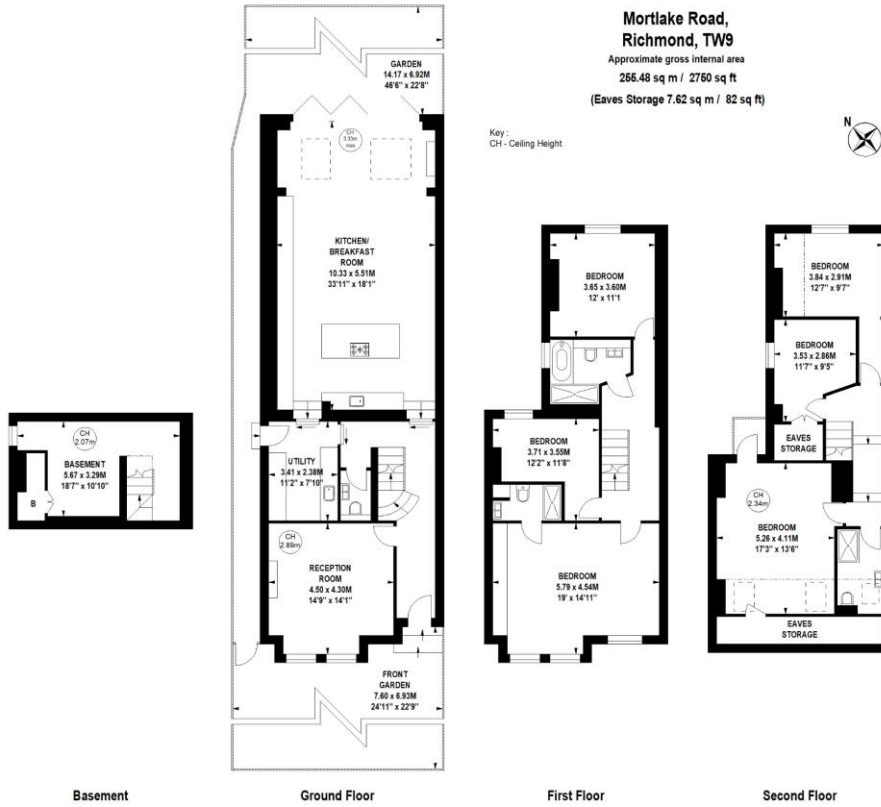 Mortlake Road,
Richmond, TW9
Approximate gross internal area
255.48 sq m / 2750 sq ft
(Eaves Storage 7.62 sq m / 82 sq ft)
Key :
CH - Ceiling Height
N
GARDEN
14.17 x 6.92M
46'6" x 22'8"
CH
3.33m
max
KITCHEN/
BREAKFAST
ROOM
10.33 x 5.51M
33'11" x 18'1"
UTILITY
3.41 x 2.38M
11'2" x 7'10"
CH
2.89m
RECEPTION
ROOM
4.50 x 4.30M
14'9" x 14'1"
FRONT
GARDEN
7.60 x 6.93M
24'11" x 22'9"
CH
2.07m
BASEMENT
5.67 x 3.29M
18'7" x 10'10"
B
BEDROOM
3.65 x 3.60M
12' x 11'1
BEDROOM
3.71 x 3.55M
12'2" x 11'8"
BEDROOM
5.79 x 4.54M
19' x 14'11"
BEDROOM
3.84 x 2.91M
12'7" x 9'7"
BEDROOM
3.53 x 2.86M
11'7" x 9'5"
EAVES
STORAGE
CH
2.34m
BEDROOM
5.26 x 4.11M
17'3" x 13'6"
EAVES
STORAGE
Basement
Ground Floor
First Floor
Second Floor